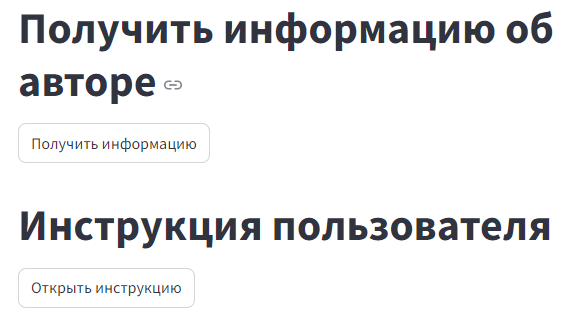 Получить информацию об
авторе
Получить информацию
Инструкция пользователя
Открыть инструкцию